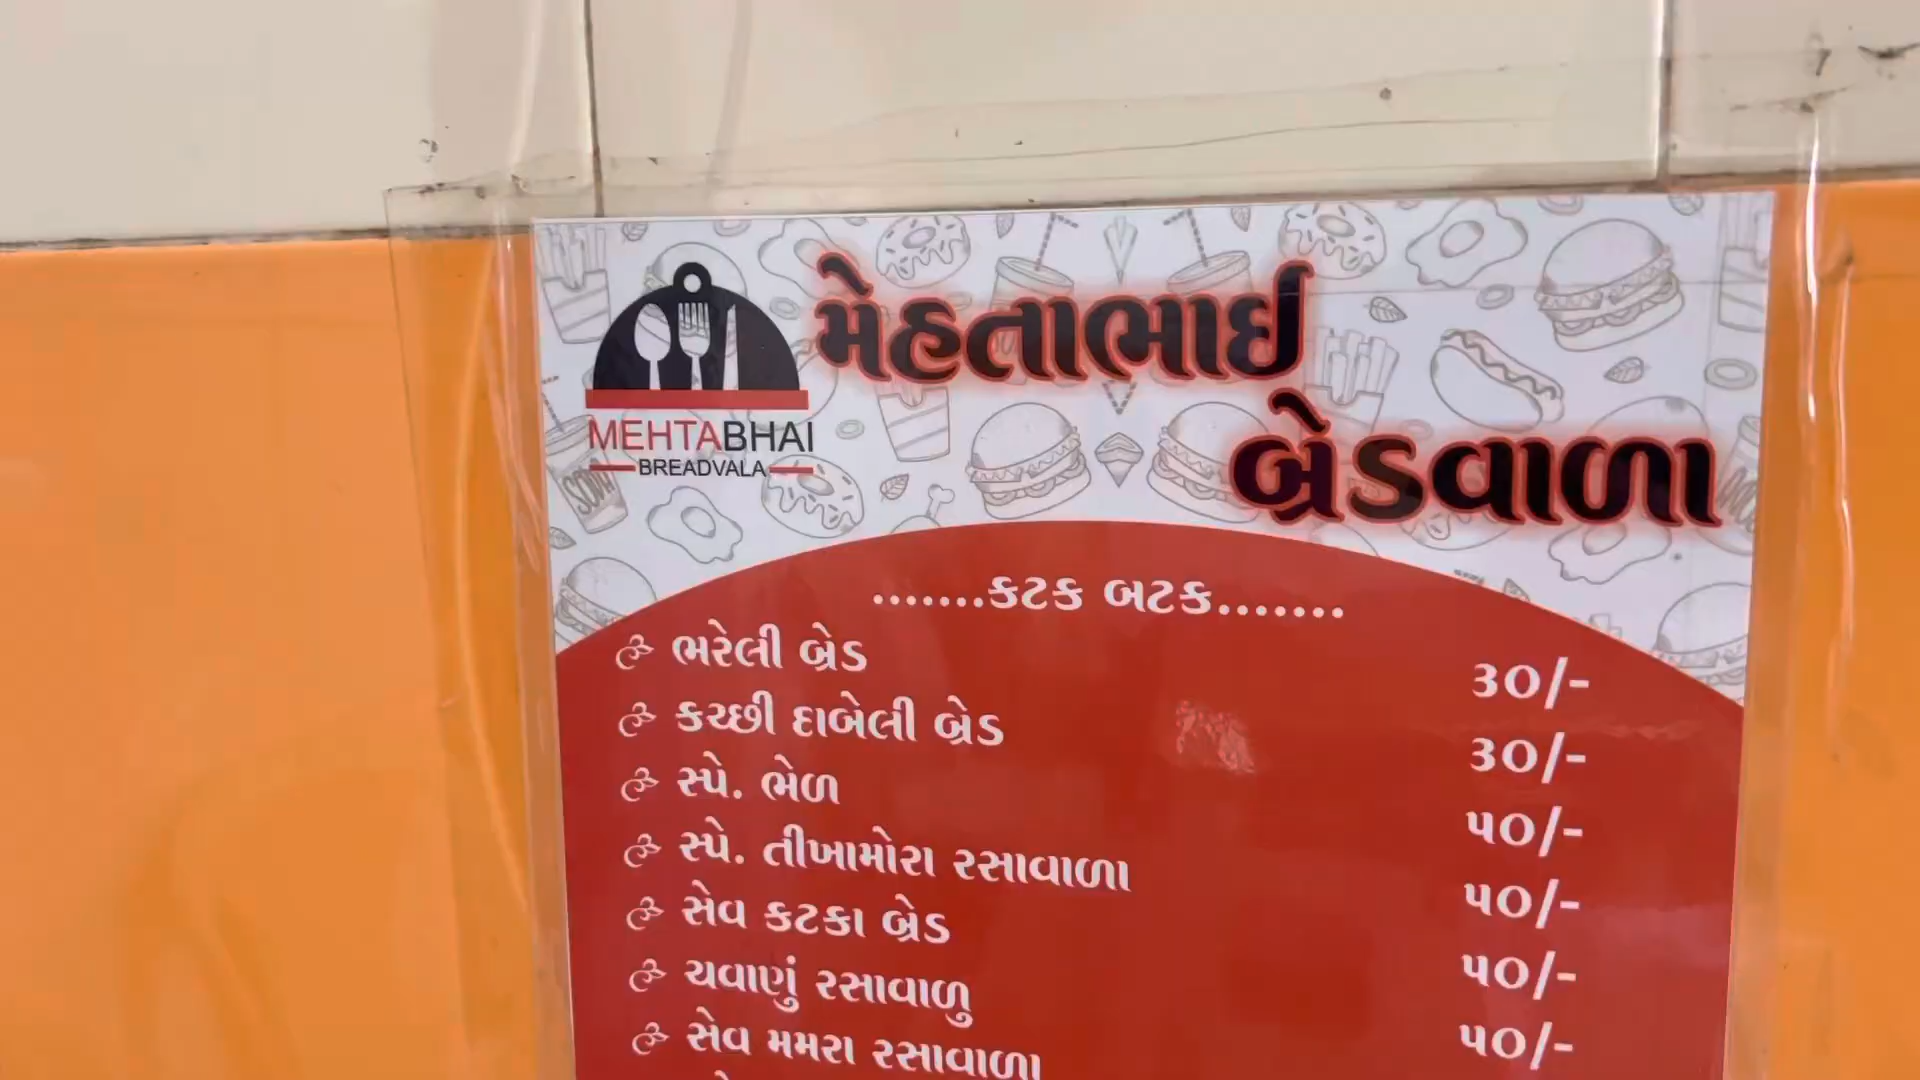 મેહતાભાઈ
બ્રેડવાળા
MEHTABHAI
BREADVALA
.......કટક બટક.......
ભરેલી બ્રેડ ૩૦/-
કચ્છી દાબેલી બ્રેડ ૩૦/-
સ્પે. ભેળ ૫૦/-
સ્પે. તીખામોરા રસાવાળા ૫૦/-
સેવ કટકા બ્રેડ ૫૦/-
ચવાણું રસાવાળુ ૫૦/-
સેવ મમરા રસાવાળા
SODA